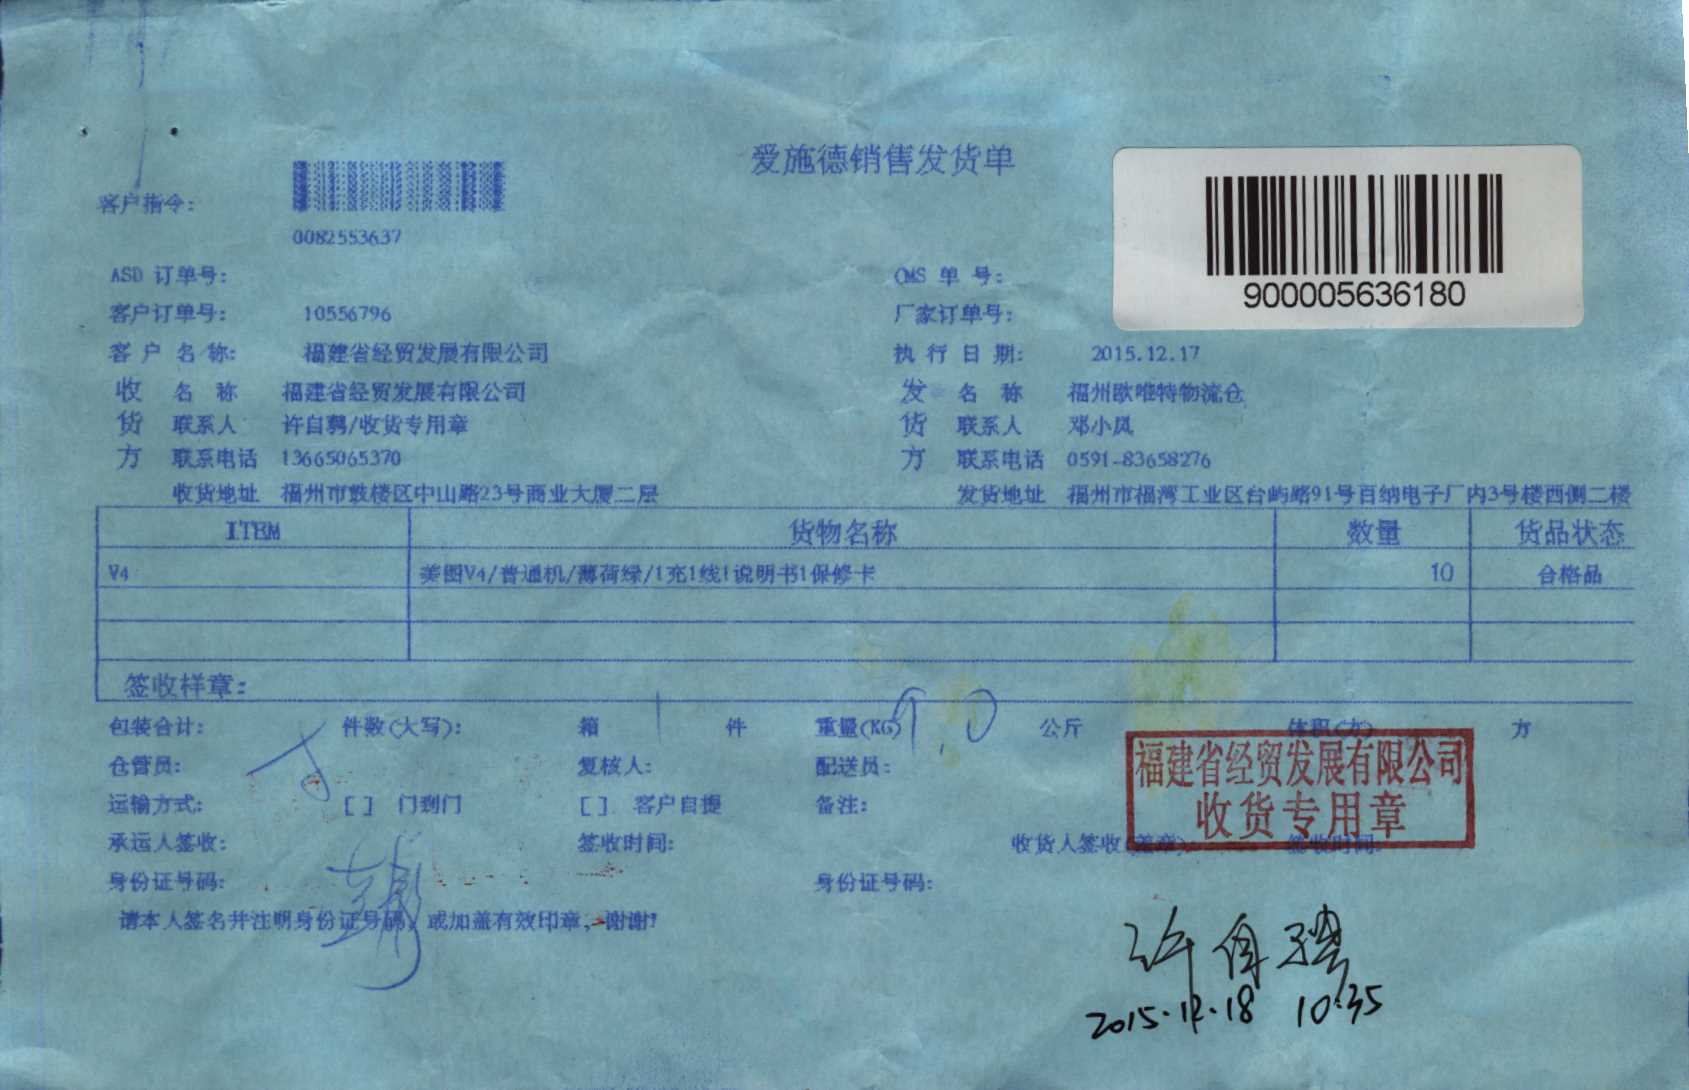 爱施德销售发货单
客户指令:
0082553637
900005636180
ASD 订单号: OMS 单 号:
客户订单号: 10556796 厂家订单号:
客 户 名 称: 福建省经贸发展有限公司 执 行 日 期: 2015.12.17
收 名 称 福建省经贸发展有限公司 发 名 称 福州欧唯特物流仓
货 联系人 许自骋/收货专用章 货 联系人 邓小凤
方 联系电话 13665065370 方 联系电话 0591-83658276
收货地址 福州市鼓楼区中山路23号商业大厦二层 发货地址 福州市福湾工业区台屿路91号百纳电子厂内3号楼西侧二楼
ITEM 货物名称 数量 货品状态
V4 美图V4/普通机/薄荷绿/1充1线1说明书1保修卡 10 合格品
签收样章:
包装合计: 件数(大写): 箱 1 件 重量(KG) 9.0 公斤 体积(方) 方
仓管员: 复核人: 配送员:
福建省经贸发展有限公司
收货专用章
运输方式: [ ] 门到门 [ ] 客户自提 备注:
承运人签收: 签收时间: 收货人签收(盖章): 签收时间:
身份证号码: 身份证号码:
请本人签名并注明身份证号码, 或加盖有效印章, 谢谢!
许自骋
2015.12.18 10:35